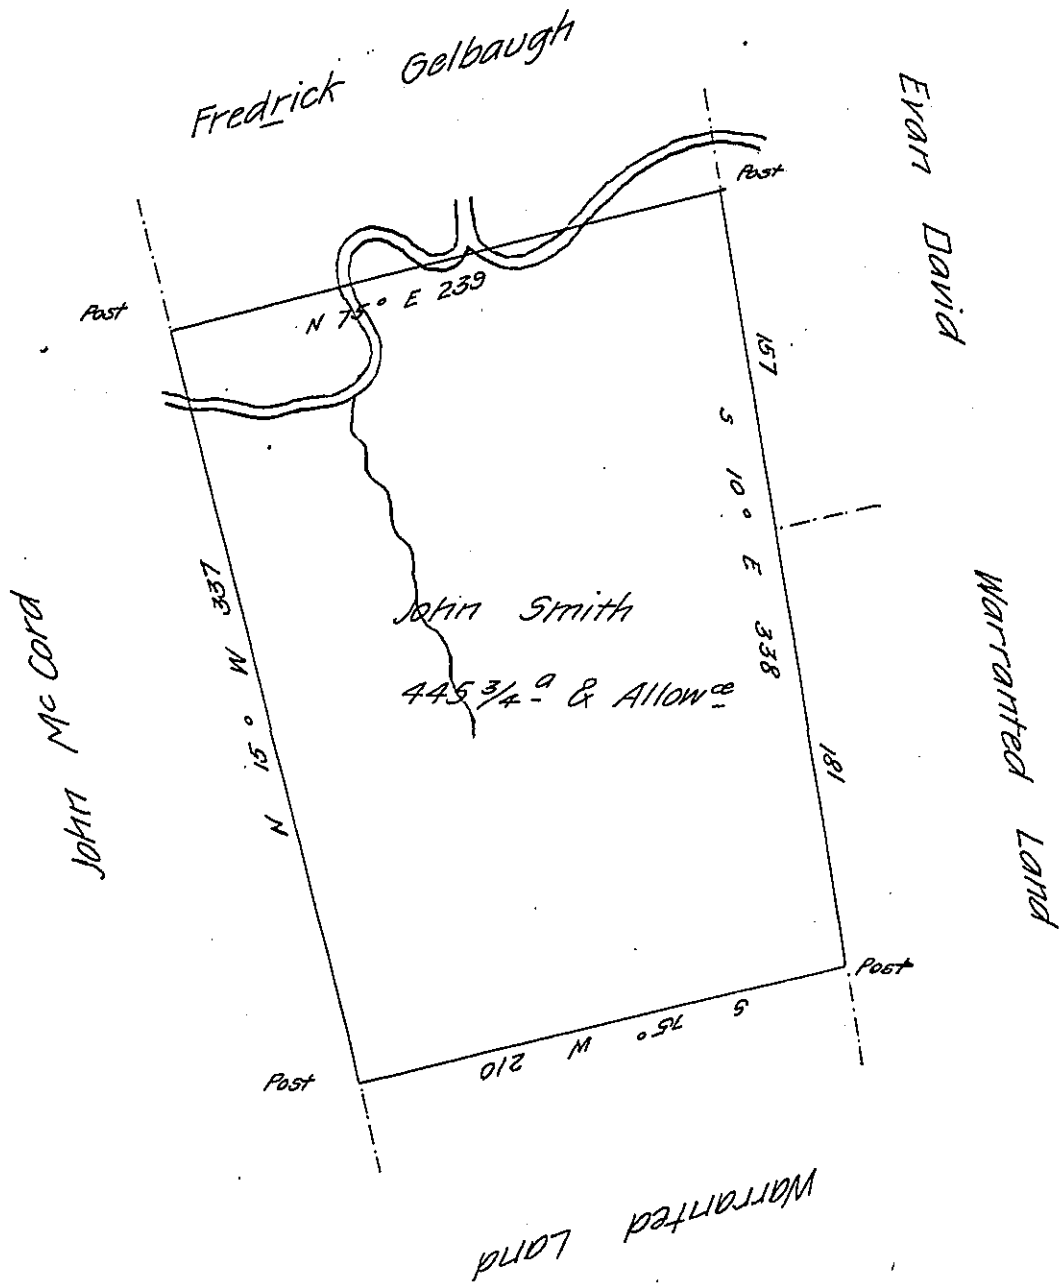 Fredrick Gelbaugh
Evan David
Post
Post
N 75° E 239
157
S 10° E 338
181
John Smith
445 3/4 a & Allowce
N 15° W 337
John McCord
Warranted Land
Post
S 75° W 210
Post
Warranted Land